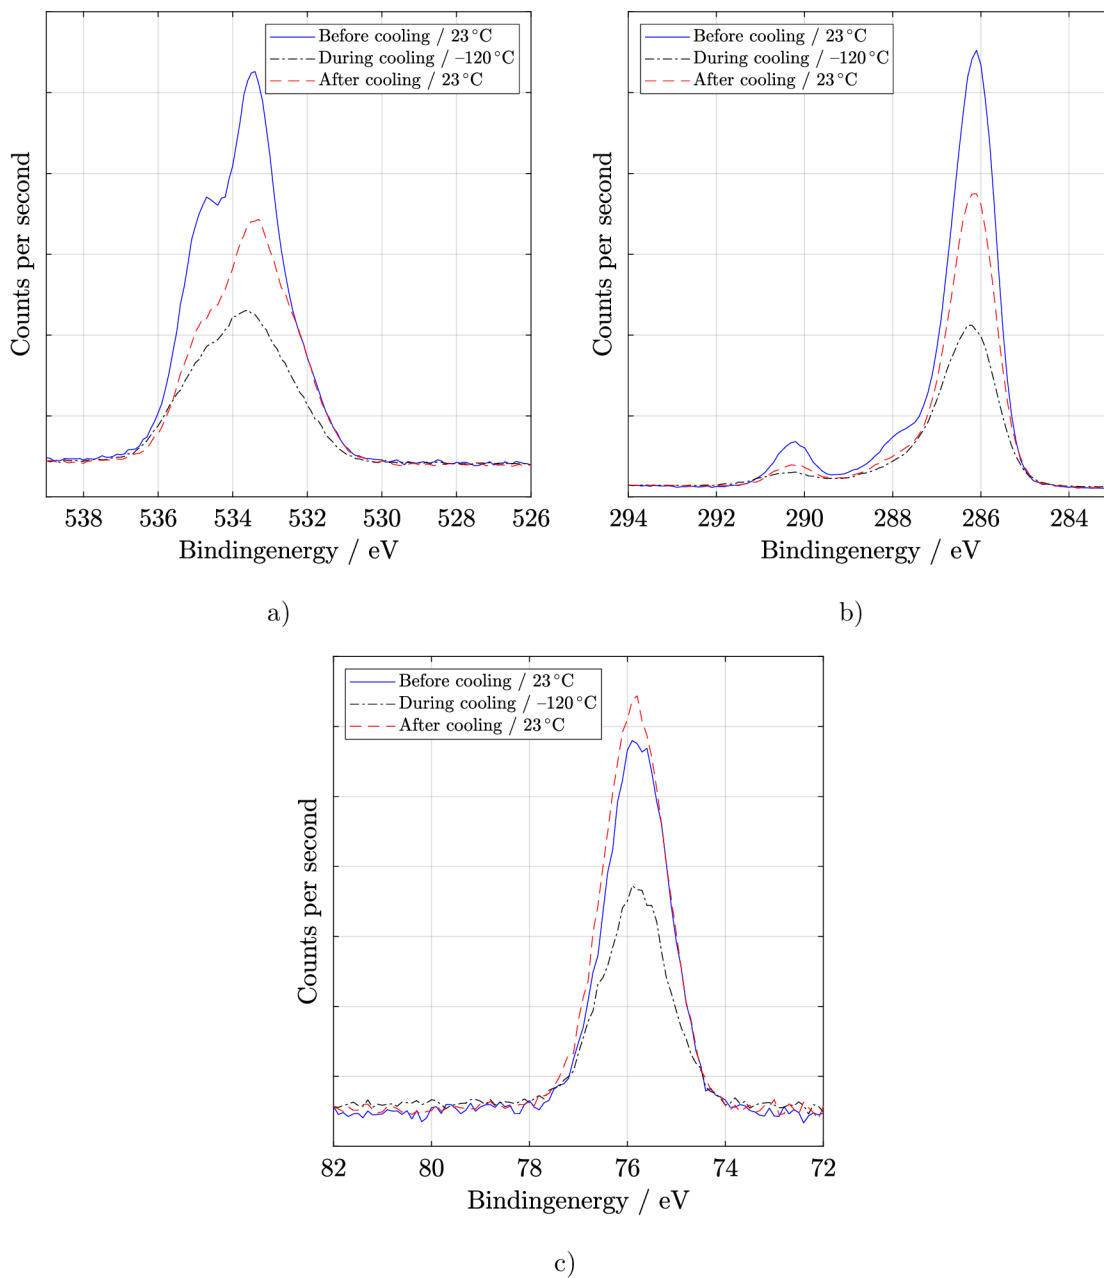 Before cooling / 23 °C
During cooling / –120 °C
After cooling / 23 °C
Counts per second
538 536 534 532 530 528 526
Bindingenergy / eV
a)
Before cooling / 23 °C
During cooling / –120 °C
After cooling / 23 °C
Counts per second
294 292 290 288 286 284
Bindingenergy / eV
b)
Before cooling / 23 °C
During cooling / –120 °C
After cooling / 23 °C
Counts per second
82 80 78 76 74 72
Bindingenergy / eV
c)